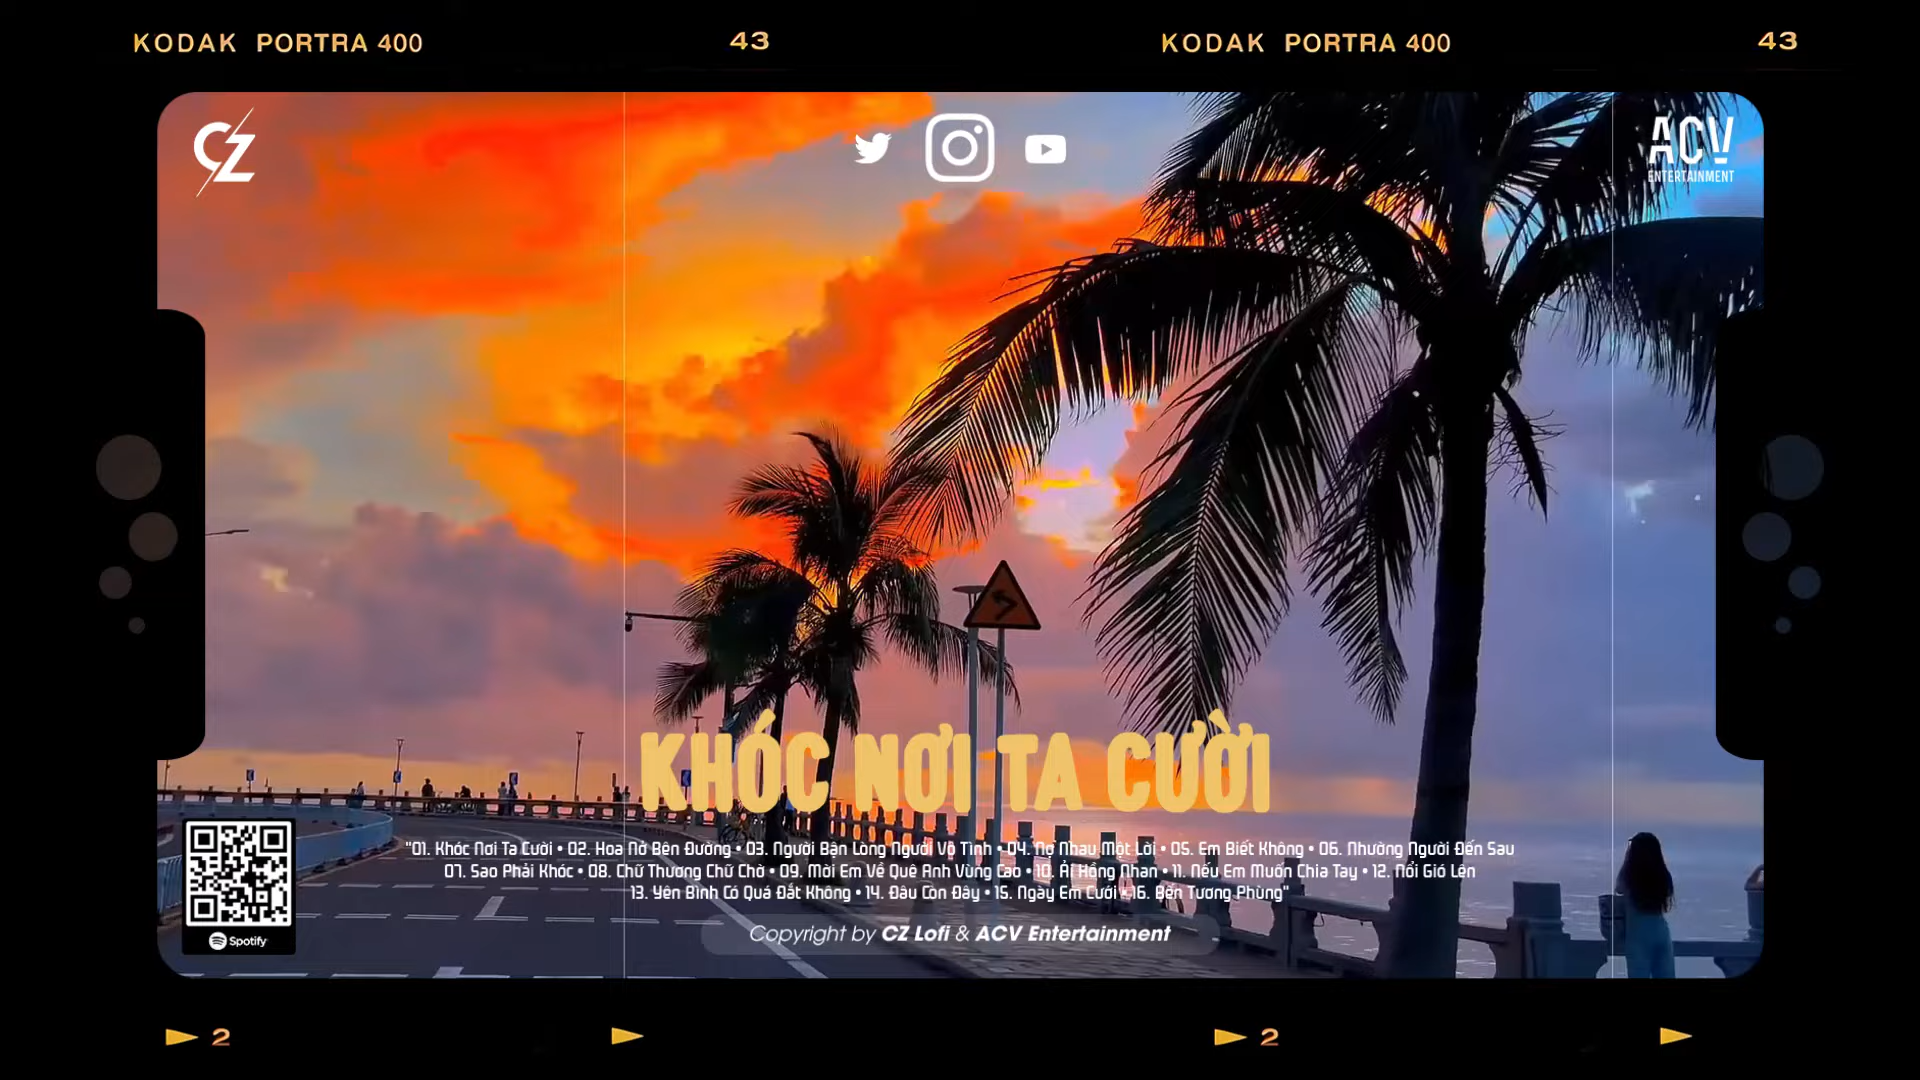 KODAK PORTRA 400 43 KODAK PORTRA 400 43
CZ
ACV
ENTERTAINMENT
KHÓC NƠI TA CƯỜI
"01. Khóc Nơi Ta Cười • 02. Hoa Nở Bên Đường • 03. Người Bạn Lòng Người Vô Tình • 04. Nợ Nhau Một Lời • 05. Em Biết Không • 06. Nhường Người Đến Sau
07. Sao Phải Khóc • 08. Chữ Thương Chữ Chờ • 09. Mời Em Về Quê Anh Vùng Cao • 10. Ải Hồng Nhan • 11. Nếu Em Muốn Chia Tay • 12. Nổi Gió Lên
13. Yên Bình Có Quá Đắt Không • 14. Đâu Còn Đây • 15. Ngày Em Cưới • 16. Bến Tương Phùng"
Spotify
Copyright by CZ Lofi & ACV Entertainment
2 2